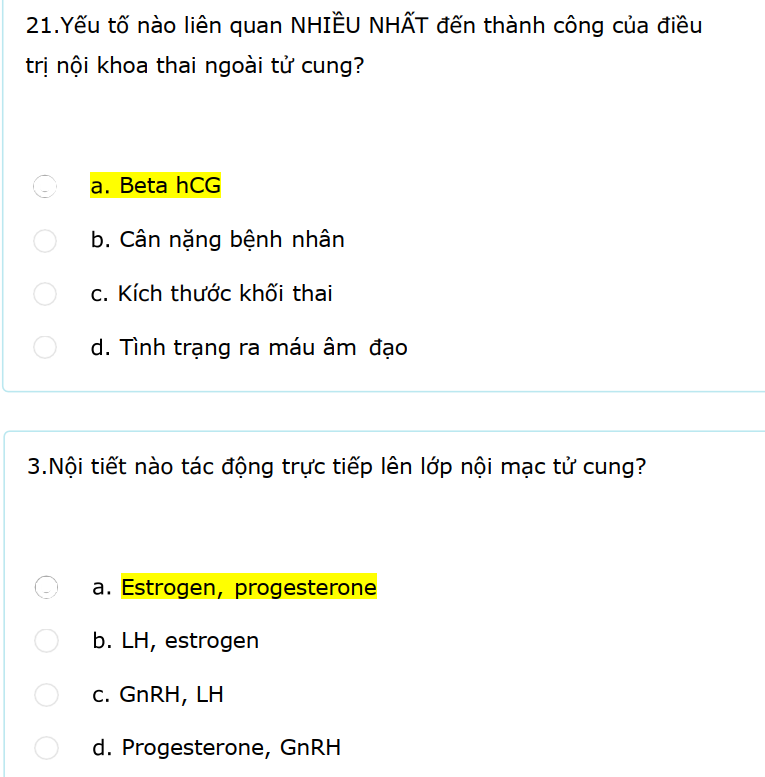 21.Yếu tố nào liên quan NHIỀU NHẤT đến thành công của điều
trị nội khoa thai ngoài tử cung?
a. Beta hCG
b. Cân nặng bệnh nhân
c. Kích thước khối thai
d. Tình trạng ra máu âm đạo
3.Nội tiết nào tác động trực tiếp lên lớp nội mạc tử cung?
a. Estrogen, progesterone
b. LH, estrogen
c. GnRH, LH
d. Progesterone, GnRH